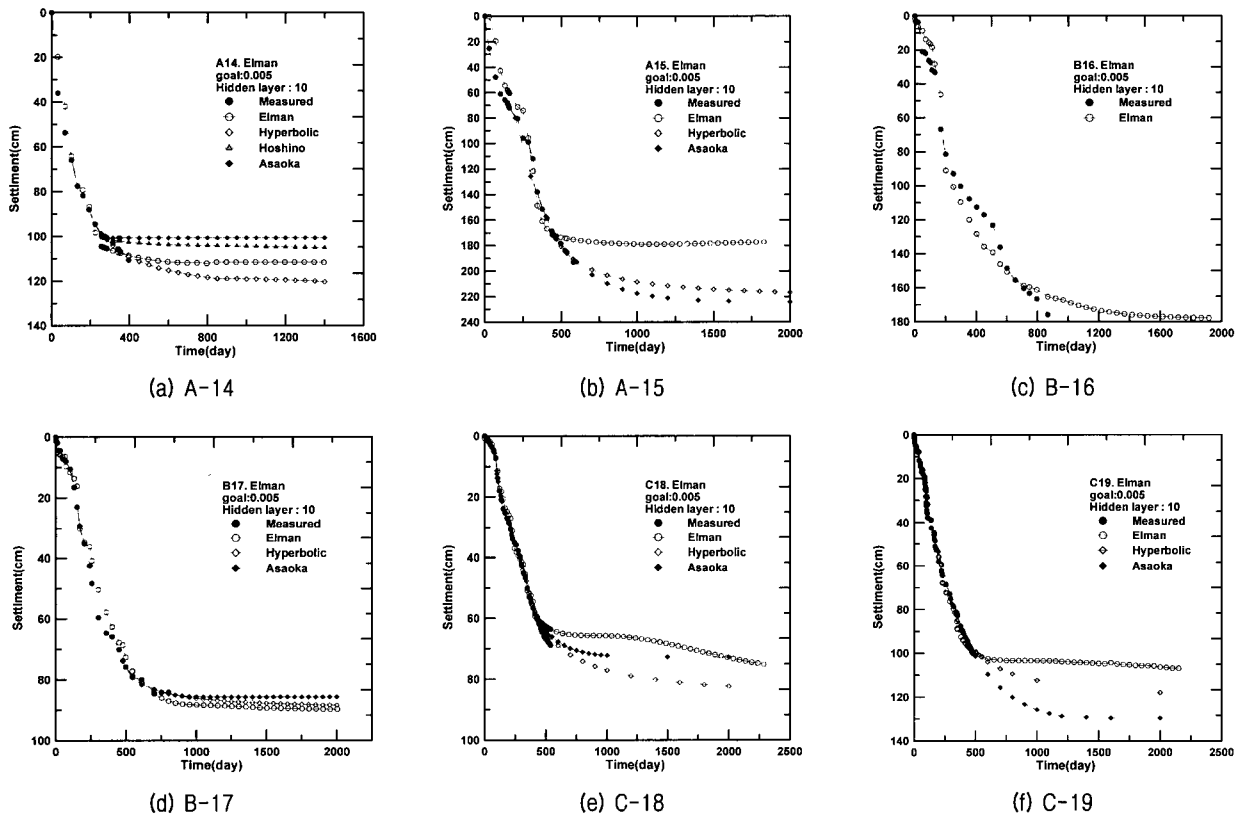 0
20
40
60
80
100
120
140
Settlment(cm)
A14. Elman
goal:0.005
Hidden layer : 10
Measured
Elman
Hyperbolic
Hoshino
Asaoka
0 400 800 1200 1600
Time(day)
(a) A-14
0
20
40
60
80
100
120
140
160
180
200
220
240
Settlment(cm)
A15. Elman
goal:0.005
Hidden layer : 10
Measured
Elman
Hyperbolic
Asaoka
0 500 1000 1500 2000
Time(day)
(b) A-15
0
20
40
60
80
100
120
140
160
180
Settlment(cm)
B16. Elman
goal:0.005
Hidden layer : 10
Measured
Elman
0 400 800 1200 1600 2000
Time(day)
(c) B-16
0
20
40
60
80
100
Settlment(cm)
B17. Elman
goal:0.005
Hidden layer : 10
Measured
Elman
Hyperbolic
Asaoka
0 500 1000 1500 2000
Time(day)
(d) B-17
0
20
40
60
80
100
Settlment(cm)
C18. Elman
goal:0.005
Hidden layer : 10
Measured
Elman
Hyperbolic
Asaoka
0 500 1000 1500 2000 2500
Time(day)
(e) C-18
0
20
40
60
80
100
120
140
Settlment(cm)
C19. Elman
goal:0.005
Hidden layer : 10
Measured
Elman
Hyperbolic
Asaoka
0 500 1000 1500 2000 2500
Time(day)
(f) C-19